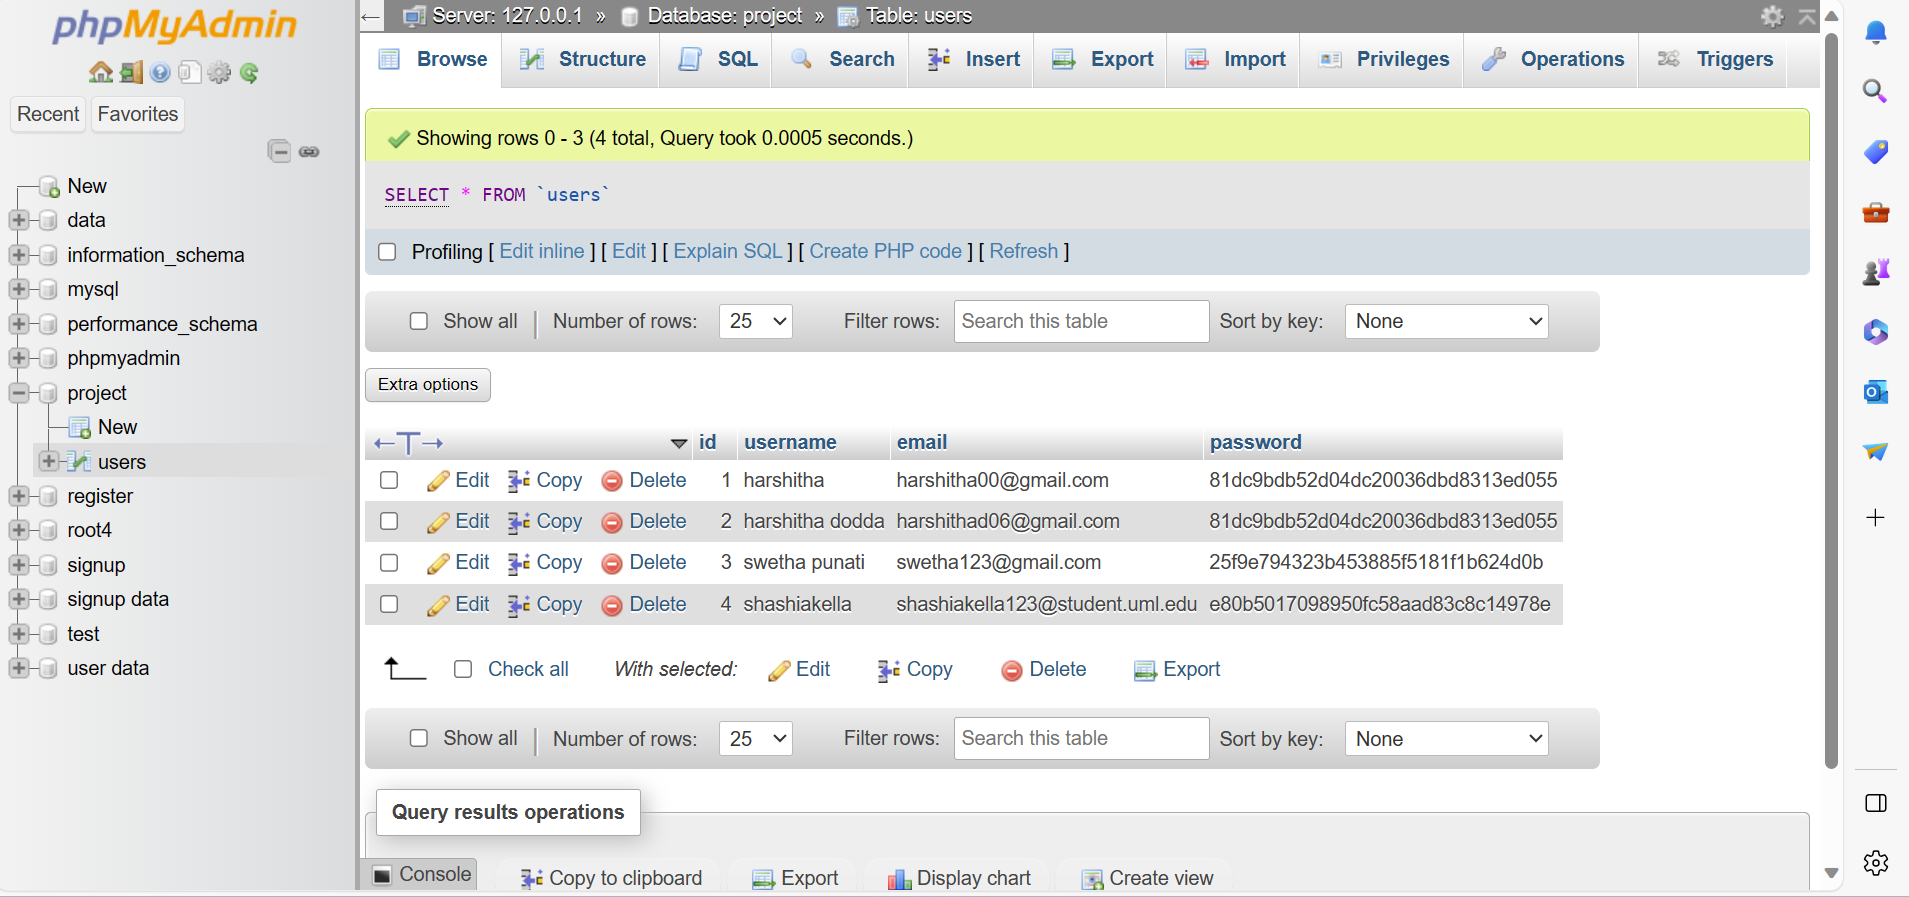 phpMyAdmin
Recent Favorites
New
data
information_schema
mysql
performance_schema
phpmyadmin
project
New
users
register
root4
signup
signup data
test
user data
Server: 127.0.0.1 » Database: project » Table: users
Browse Structure SQL Search Insert Export Import Privileges Operations Triggers
Showing rows 0 - 3 (4 total, Query took 0.0005 seconds.)
SELECT * FROM `users`
Profiling [ Edit inline ] [ Edit ] [ Explain SQL ] [ Create PHP code ] [ Refresh ]
Show all | Number of rows: 25 Filter rows: Search this table Sort by key: None
Extra options
←T→ id username email password
Edit Copy Delete 1 harshitha harshitha00@gmail.com 81dc9bdb52d04dc20036dbd8313ed055
Edit Copy Delete 2 harshitha dodda harshithad06@gmail.com 81dc9bdb52d04dc20036dbd8313ed055
Edit Copy Delete 3 swetha punati swetha123@gmail.com 25f9e794323b453885f5181f1b624d0b
Edit Copy Delete 4 shashiakella shashiakella123@student.uml.edu e80b5017098950fc58aad83c8c14978e
Check all With selected: Edit Copy Delete Export
Show all | Number of rows: 25 Filter rows: Search this table Sort by key: None
Query results operations
Console Copy to clipboard Export Display chart Create view